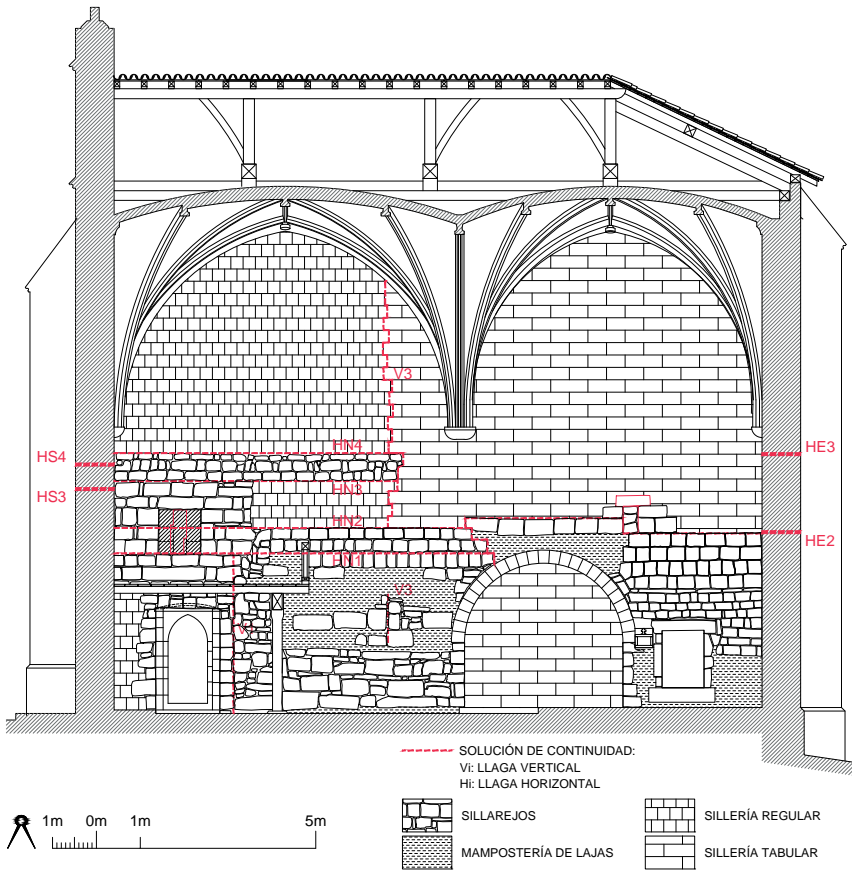 V3
HN4
HE3
HS4
HN3
HS3
HN2
HE2
HN1
V3
SOLUCIÓN DE CONTINUIDAD:
Vi: LLAGA VERTICAL
Hi: LLAGA HORIZONTAL
1m 0m 1m 5m
SILLAREJOS
SILLERÍA REGULAR
MAMPOSTERÍA DE LAJAS
SILLERÍA TABULAR